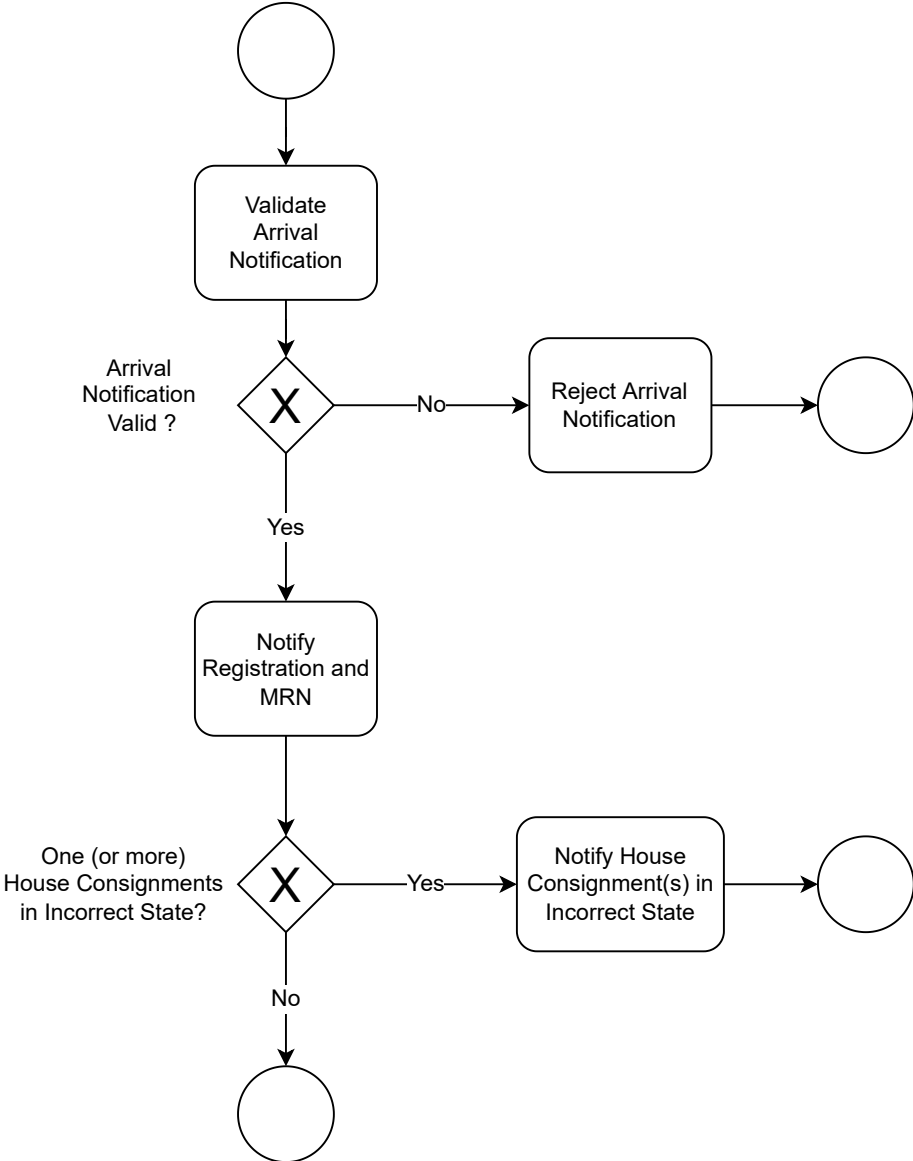 Validate
Arrival
Notification
Arrival
Notification
Valid ?
X
No
Reject Arrival
Notification
Yes
Notify
Registration and
MRN
One (or more)
House Consignments
in Incorrect State?
X
Yes
Notify House
Consignment(s) in
Incorrect State
No